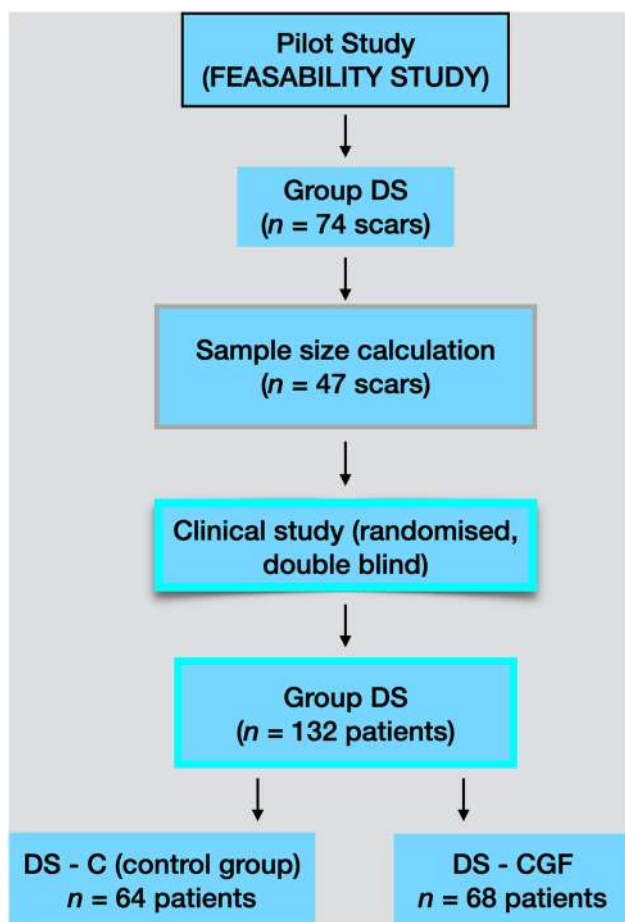 Pilot Study
(FEASABILITY STUDY)
Group DS
(n = 74 scars)
Sample size calculation
(n = 47 scars)
Clinical study (randomised,
double blind)
Group DS
(n = 132 patients)
DS - C (control group)
n = 64 patients
DS - CGF
n = 68 patients